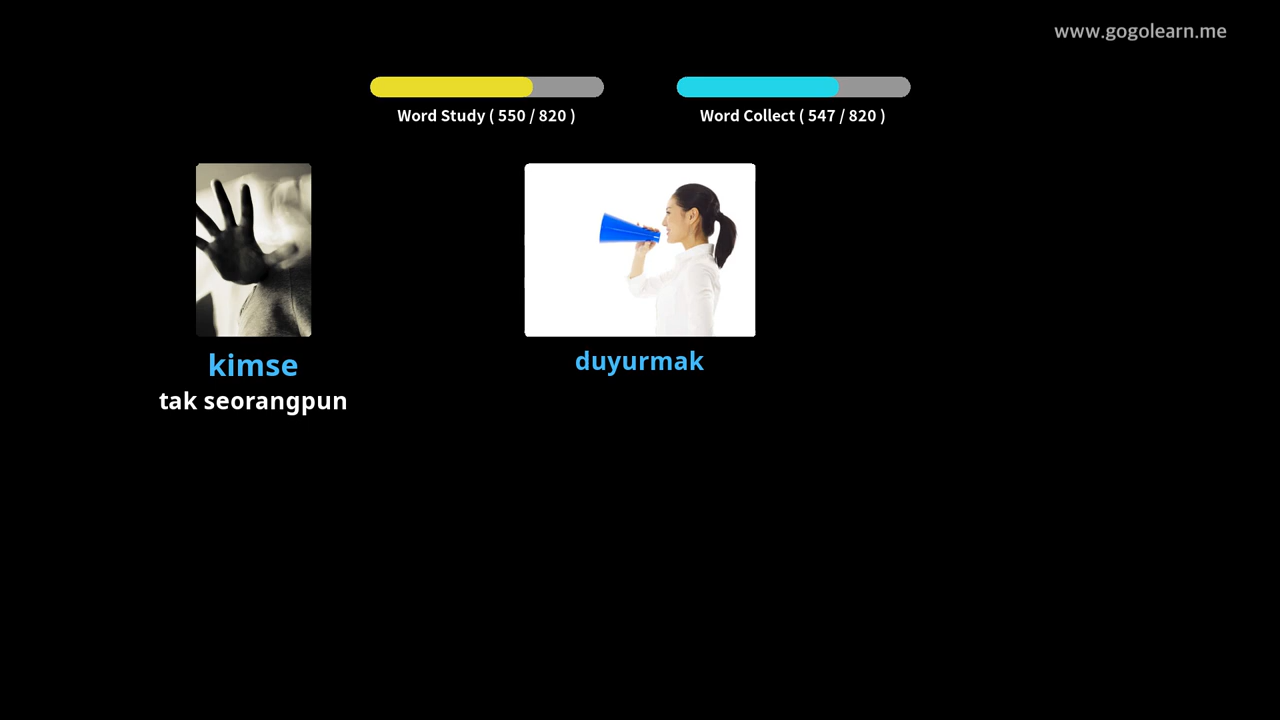 www.gogolearn.me
Word Study ( 550 / 820 )
Word Collect ( 547 / 820 )
kimse
tak seorangpun
duyurmak